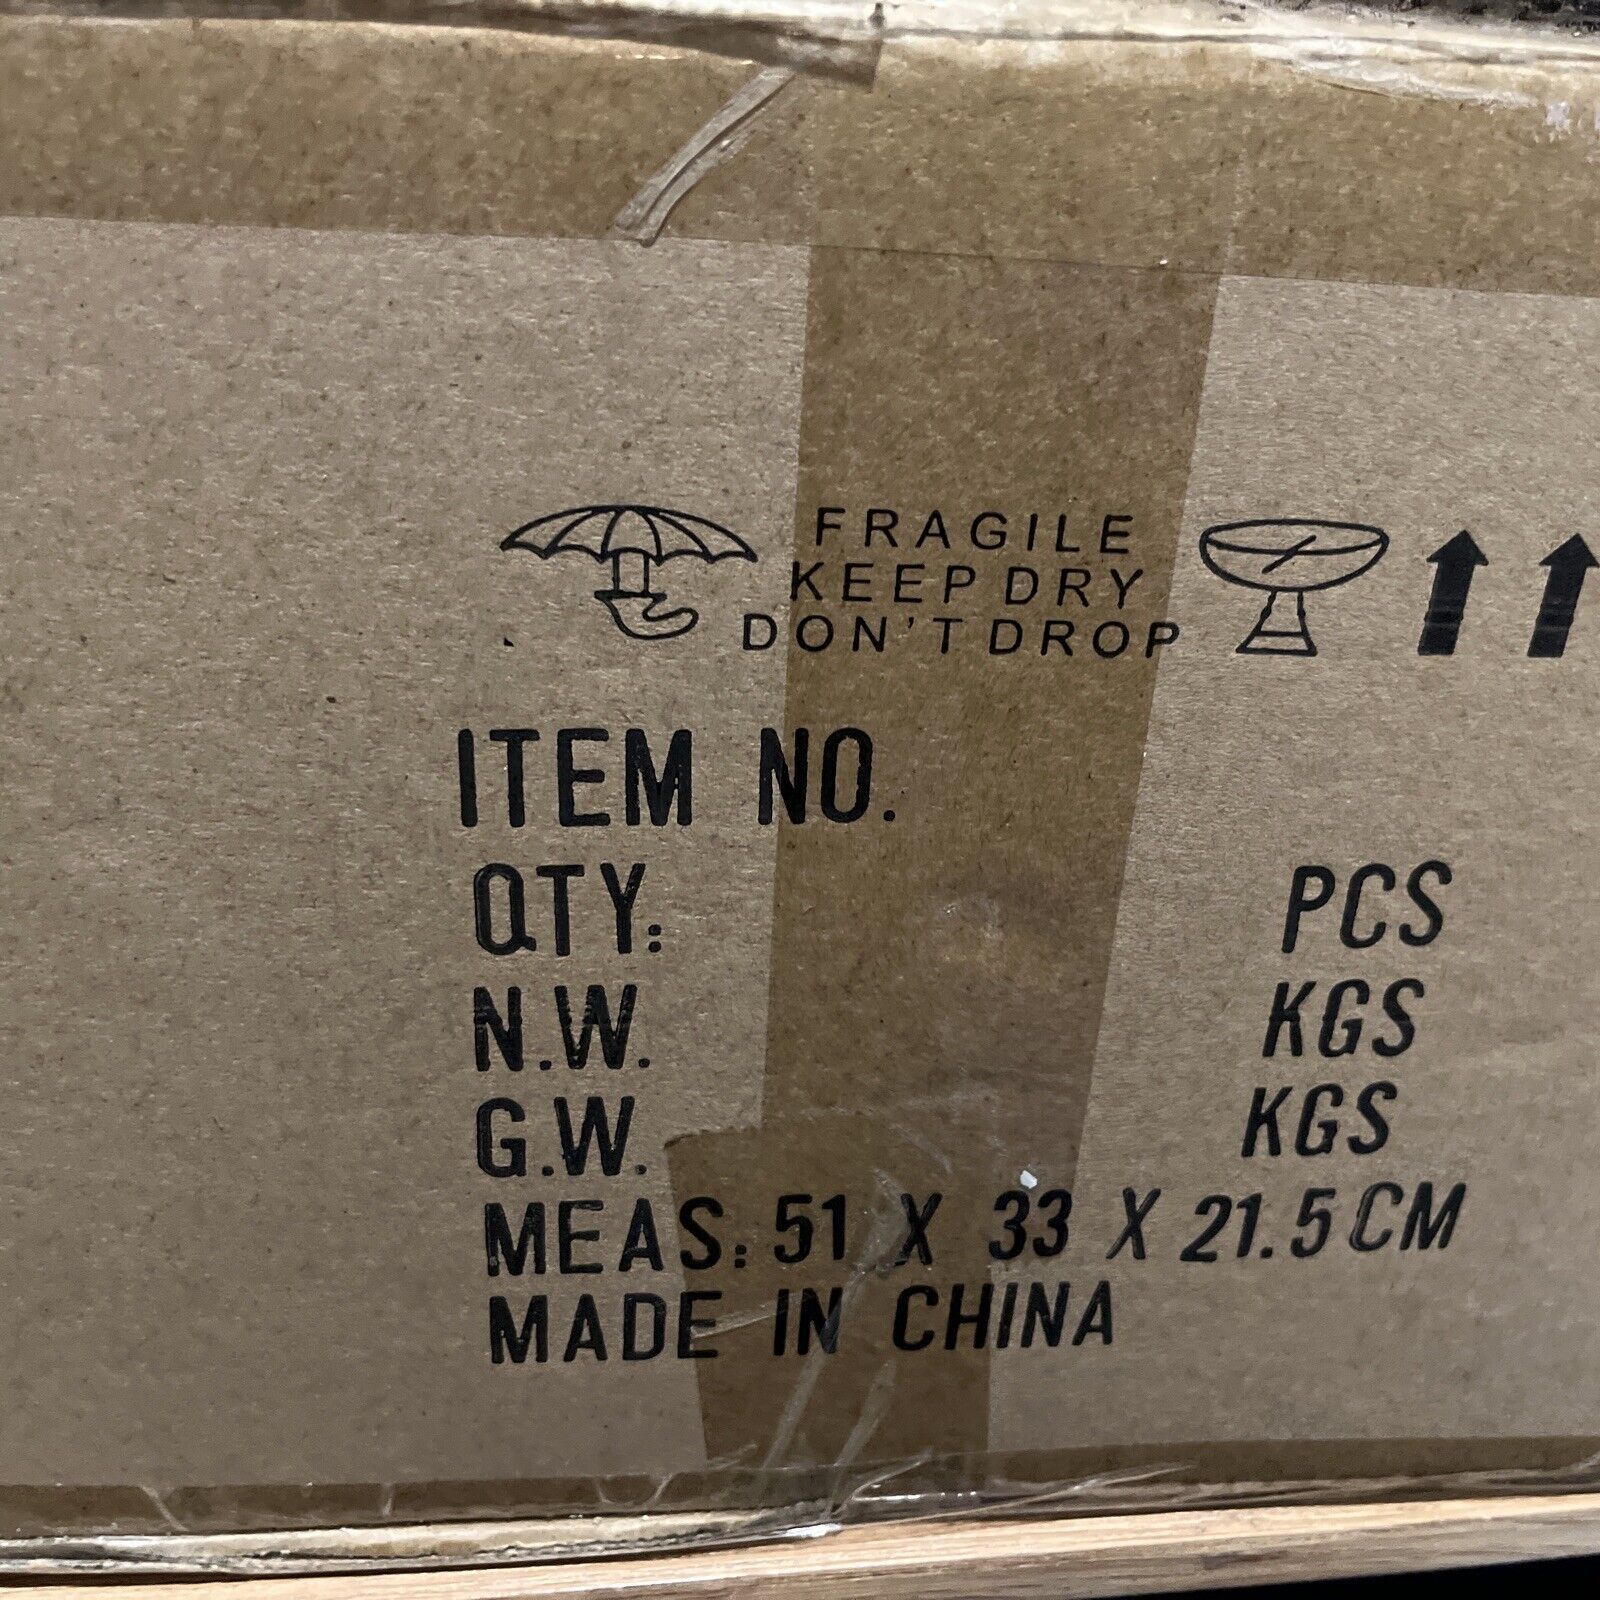 FRAGILE
KEEP DRY
DON'T DROP
ITEM NO.
QTY: PCS
N.W. KGS
G.W. KGS
MEAS: 51 X 33 X 21.5 CM
MADE IN CHINA